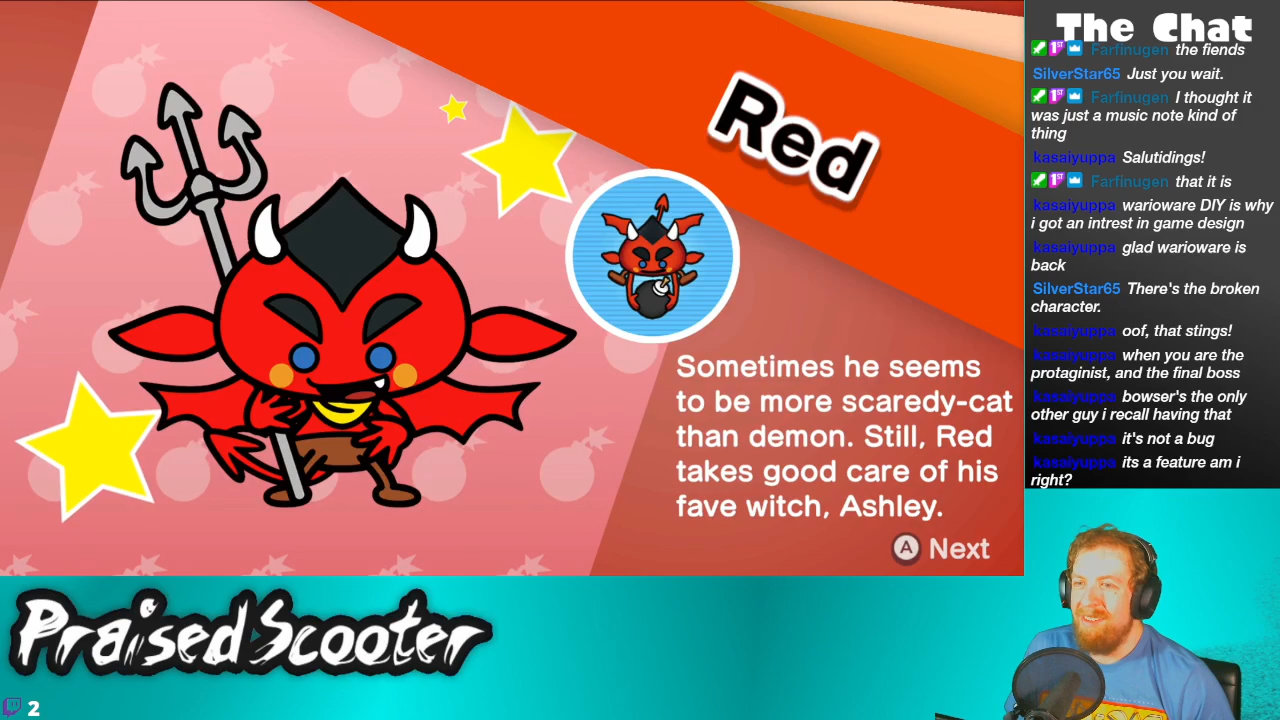 Red
Sometimes he seems
to be more scaredy-cat
than demon. Still, Red
takes good care of his
fave witch, Ashley.
A Next
The Chat
Farfinugen the fiends
SilverStar65 Just you wait.
Farfinugen I thought it
was just a music note kind of
thing
kasaiyuppa Salutidings!
Farfinugen that it is
kasaiyuppa warioware DIY is why
i got an intrest in game design
kasaiyuppa glad warioware is
back
SilverStar65 There's the broken
character.
kasaiyuppa oof, that stings!
kasaiyuppa when you are the
protaginist, and the final boss
kasaiyuppa bowser's the only
other guy i recall having that
kasaiyuppa it's not a bug
kasaiyuppa its a feature am i
right?
PraisedScooter
2